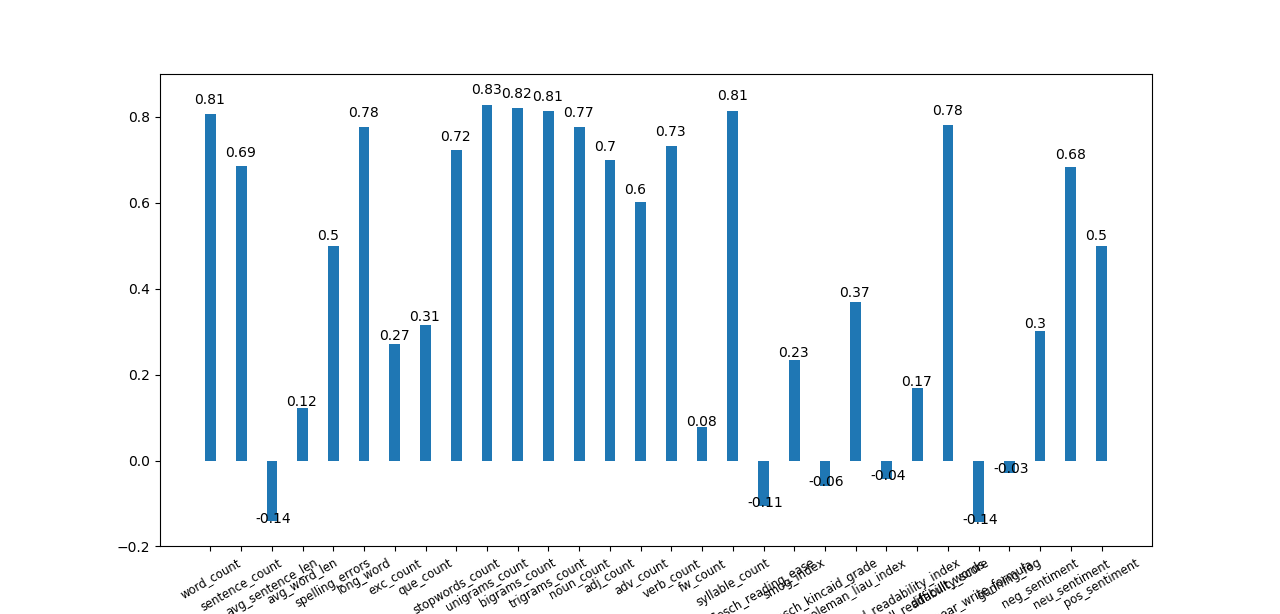 0.81
0.69
-0.14
0.12
0.5
0.78
0.27
0.31
0.72
0.83
0.82
0.81
0.77
0.7
0.6
0.73
0.08
0.81
-0.11
0.23
-0.06
0.37
-0.04
0.17
0.78
-0.14
-0.03
0.3
0.68
0.5
0.8
0.6
0.4
0.2
0.0
−0.2
word_count
sentence_count
avg_sentence_len
avg_word_len
spelling_errors
long_word
exc_count
que_count
stopwords_count
unigrams_count
bigrams_count
trigrams_count
noun_count
adj_count
adv_count
verb_count
fw_count
syllable_count
esch_reading_ease
smog_index
sch_kincaid_grade
leman_liau_index
readability_index
difficult_words
ar_write_formula
gunning_fog
neg_sentiment
neu_sentiment
pos_sentiment